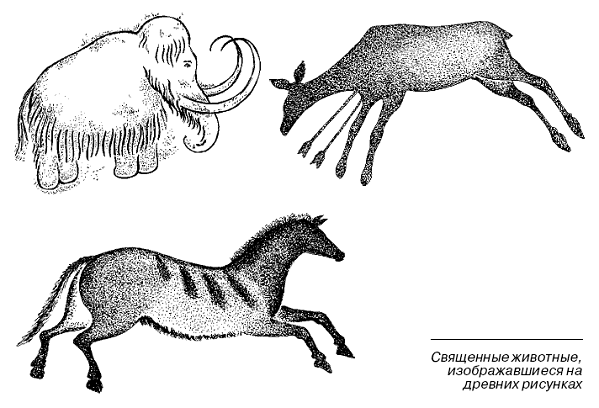 Священные животные,
изображавшиеся на
древних рисунках